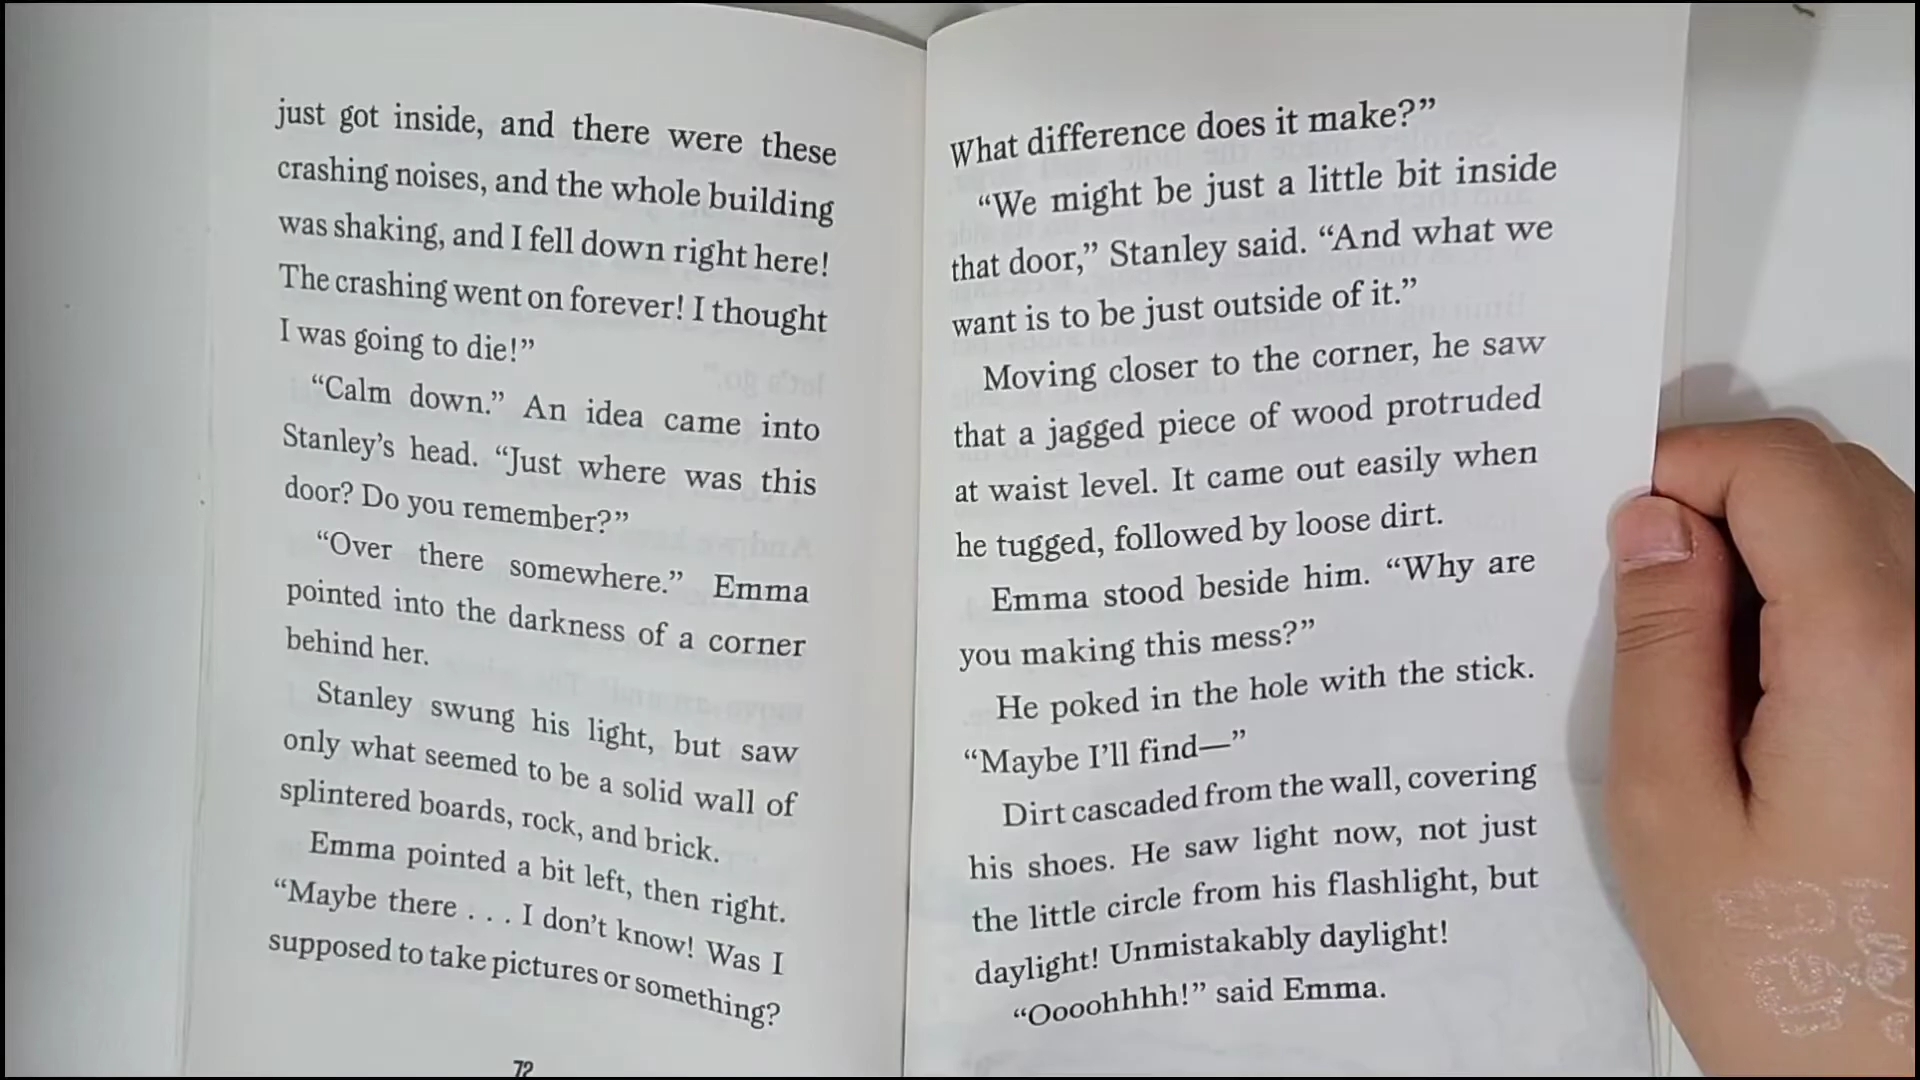 just got inside, and there were these
crashing noises, and the whole building
was shaking, and I fell down right here!
The crashing went on forever! I thought
I was going to die!”
“Calm down.” An idea came into
Stanley’s head. “Just where was this
door? Do you remember?”
“Over there somewhere.” Emma
pointed into the darkness of a corner
behind her.
Stanley swung his light, but saw
only what seemed to be a solid wall of
splintered boards, rock, and brick.
Emma pointed a bit left, then right.
“Maybe there . . . I don’t know! Was I
supposed to take pictures or something?
72
What difference does it make?”
“We might be just a little bit inside
that door,” Stanley said. “And what we
want is to be just outside of it.”
Moving closer to the corner, he saw
that a jagged piece of wood protruded
at waist level. It came out easily when
he tugged, followed by loose dirt.
Emma stood beside him. “Why are
you making this mess?”
He poked in the hole with the stick.
“Maybe I’ll find—”
Dirt cascaded from the wall, covering
his shoes. He saw light now, not just
the little circle from his flashlight, but
daylight! Unmistakably daylight!
“Oooohhhh!” said Emma.